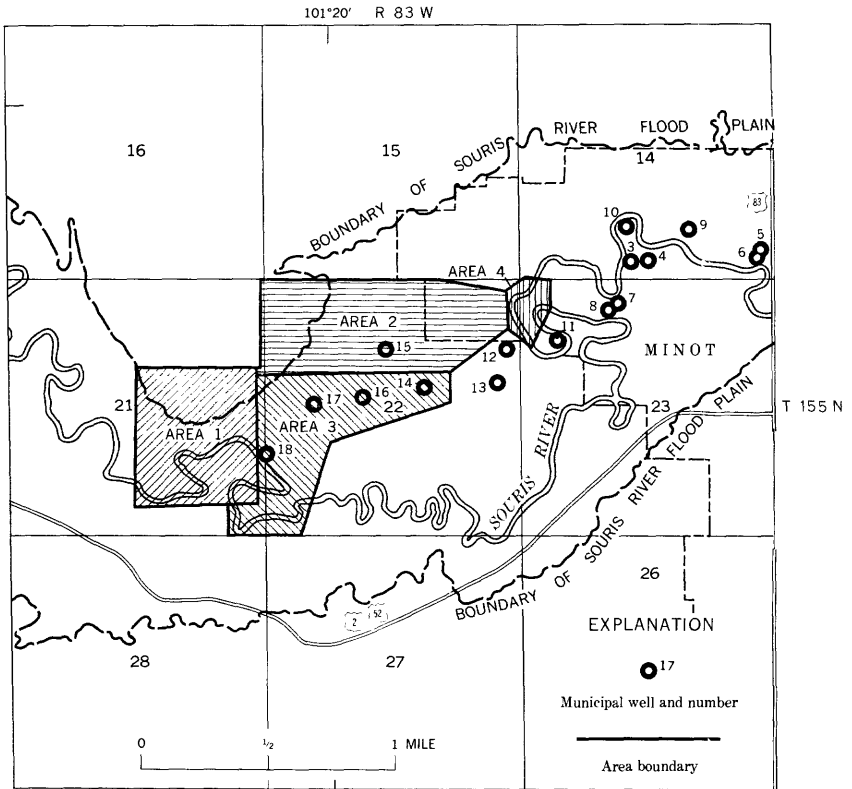 101°20' R 83 W
16
15
BOUNDARY OF SOURIS RIVER FLOOD PLAIN
14
83
10
9
3
4
5
6
AREA 4
7
8
11
AREA 2
15
12
MINOT
13
14
16
17
22
21
AREA 1
AREA 3
18
23
T 155 N
SOURIS RIVER
BOUNDARY OF SOURIS RIVER FLOOD PLAIN
26
2
52
28
27
EXPLANATION
17
Municipal well and number
Area boundary
0 1/2 1 MILE